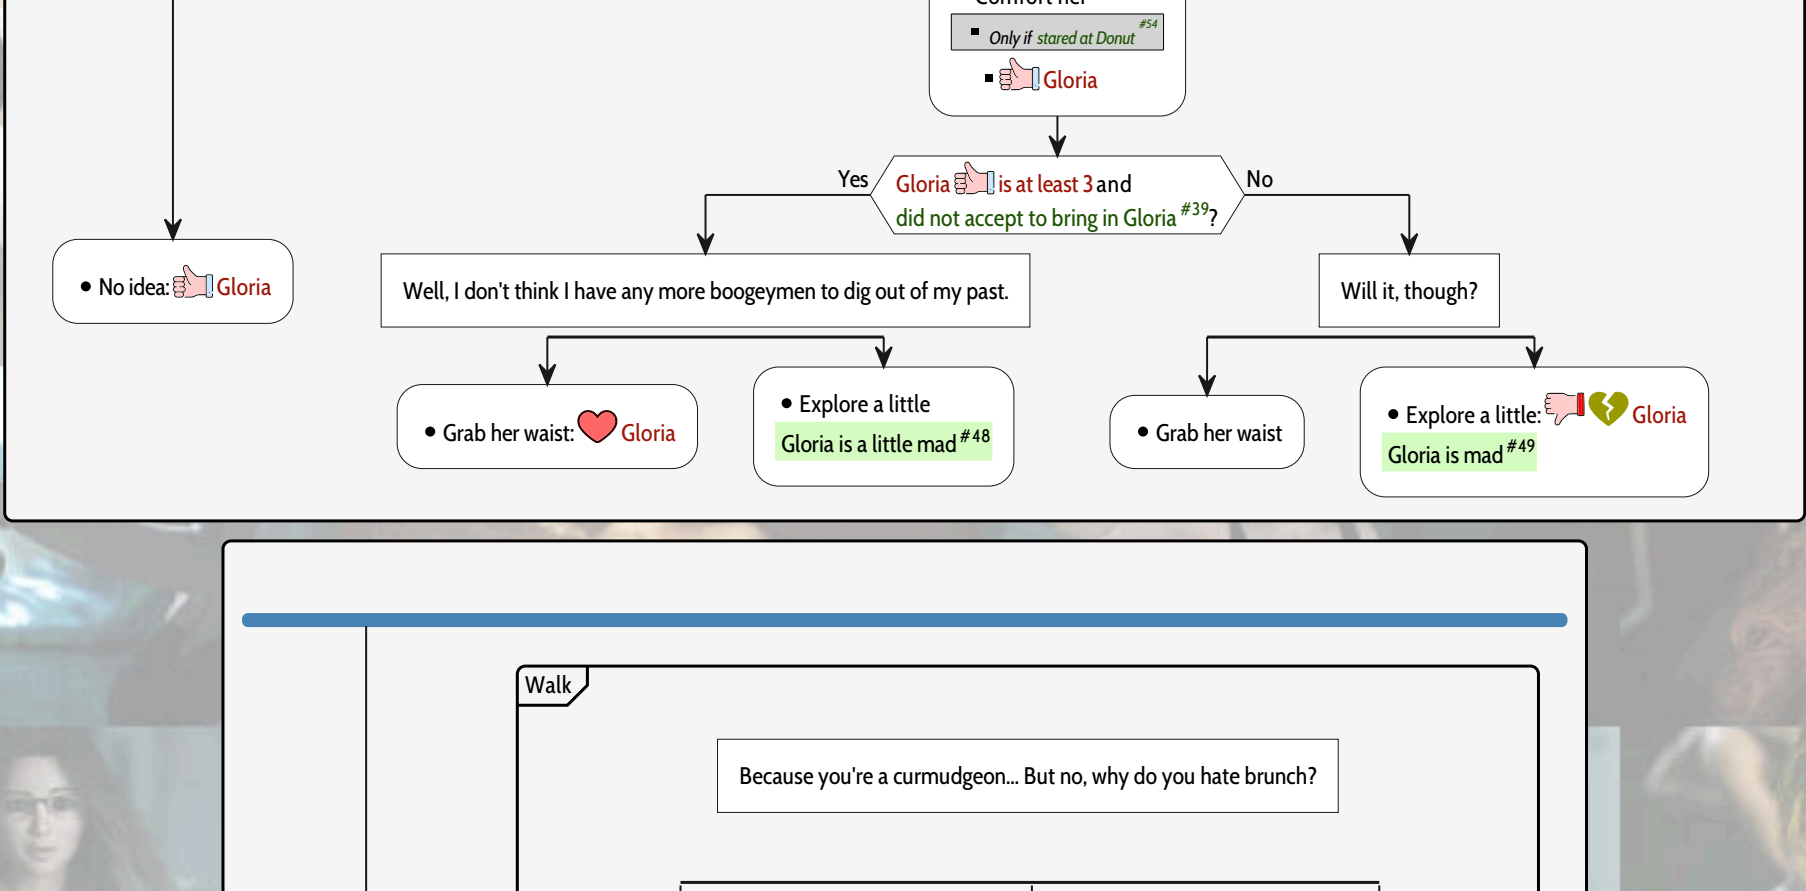 Comfort her
Only if stared at Donut #54
Gloria
Yes
Gloria is at least 3 and
did not accept to bring in Gloria #39?
No
No idea: Gloria
Well, I don't think I have any more boogeymen to dig out of my past.
Will it, though?
Grab her waist: Gloria
Explore a little
Gloria is a little mad #48
Grab her waist
Explore a little: Gloria
Gloria is mad #49
Walk
Because you're a curmudgeon... But no, why do you hate brunch?